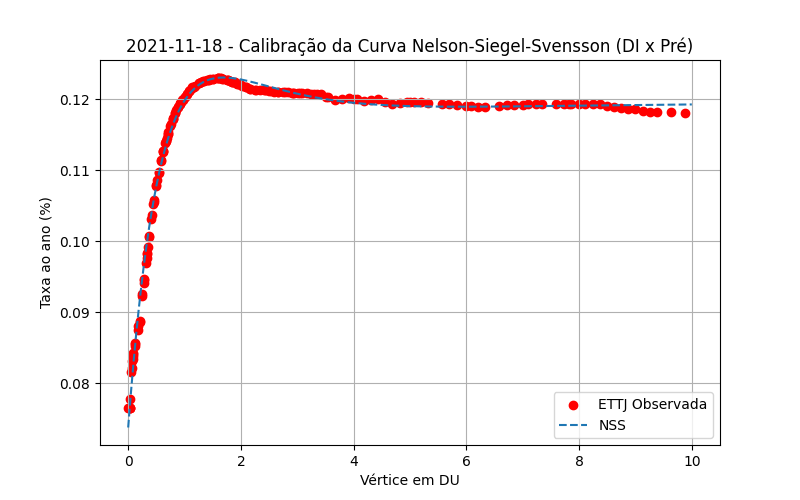 2021-11-18 - Calibração da Curva Nelson-Siegel-Svensson (DI x Pré)
Taxa ao ano (%)
0.12
0.11
0.10
0.09
0.08
0
2
4
6
8
10
Vértice em DU
ETTJ Observada
NSS